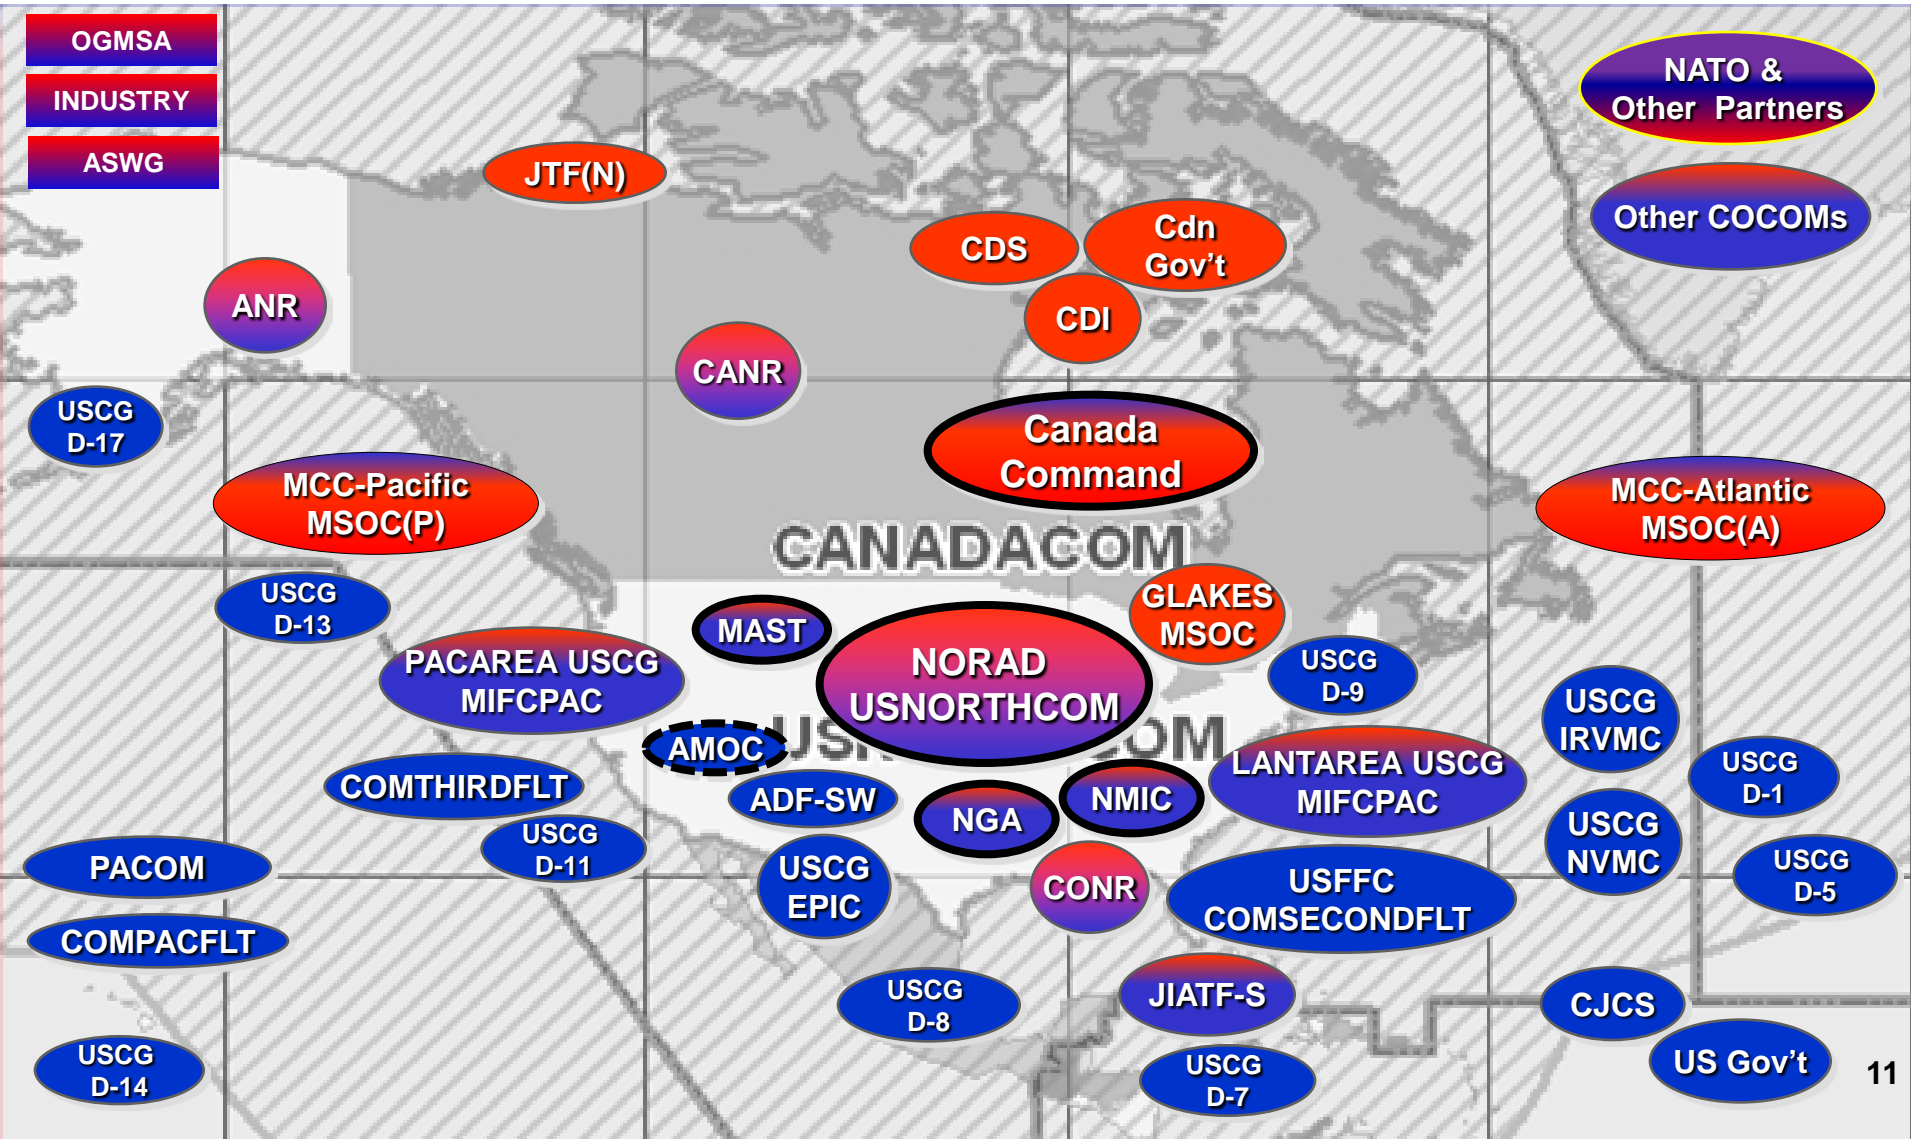 OGMSA
INDUSTRY
ASWG
NATO &
Other Partners
Other COCOMs
JTF(N)
CDS
Cdn
Gov't
CDI
ANR
CANR
USCG
D-17
Canada
Command
MCC-Pacific
MSOC(P)
MCC-Atlantic
MSOC(A)
CANADACOM
USCG
D-13
GLAKES
MSOC
MAST
PACAREA USCG
MIFCPAC
NORAD
USNORTHCOM
USCG
D-9
USCG
IRVMC
AMOC
LANTAREA USCG
MIFCPAC
USCG
D-1
COMTHIRDFLT
ADF-SW
NGA
NMIC
USCG
D-11
USCG
NVMC
PACOM
USCG
EPIC
CONR
USFFC
COMSECONDFLT
USCG
D-5
COMPACFLT
USCG
D-8
JIATF-S
CJCS
USCG
D-14
USCG
D-7
US Gov't
11